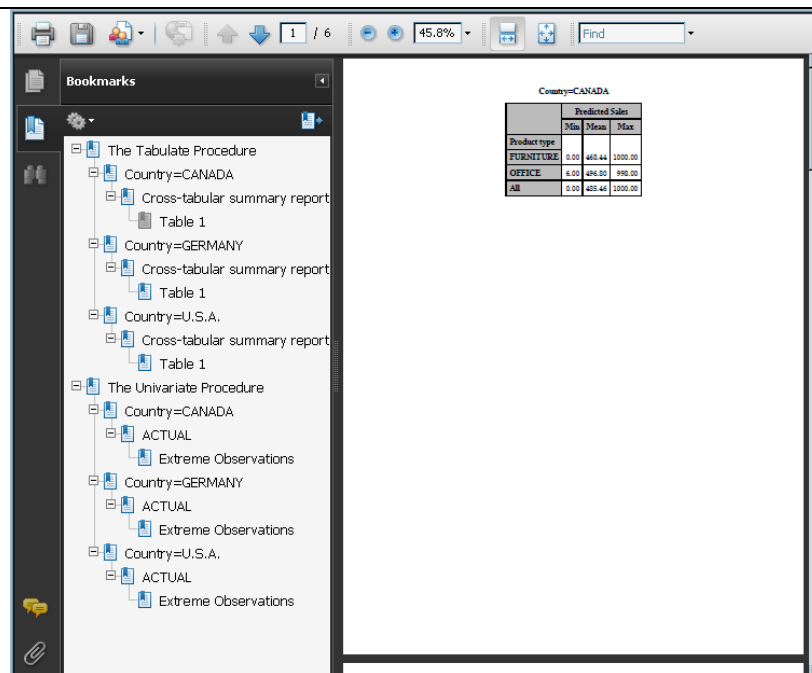 1 / 6 45.8% Find
Bookmarks
The Tabulate Procedure
Country=CANADA
Cross-tabular summary report
Table 1
Country=GERMANY
Cross-tabular summary report
Table 1
Country=U.S.A.
Cross-tabular summary report
Table 1
The Univariate Procedure
Country=CANADA
ACTUAL
Extreme Observations
Country=GERMANY
ACTUAL
Extreme Observations
Country=U.S.A.
ACTUAL
Extreme Observations
Country=CANADA
Predicted Sales
Min Mean Max
Product type
FURNITURE 0.00 460.44 1000.00
OFFICE 6.00 496.80 990.00
All 0.00 485.46 1000.00